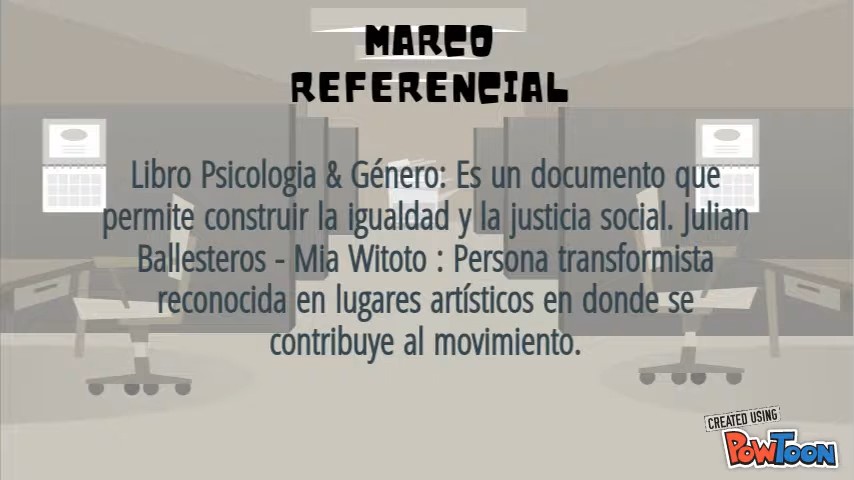 MARCO
REFERENCIAL
Libro Psicologia & Género: Es un documento que
permite construir la igualdad y la justicia social. Julian
Ballesteros - Mia Witoto : Persona transformista
reconocida en lugares artísticos en donde se
contribuye al movimiento.
CREATED USING
POWTOON